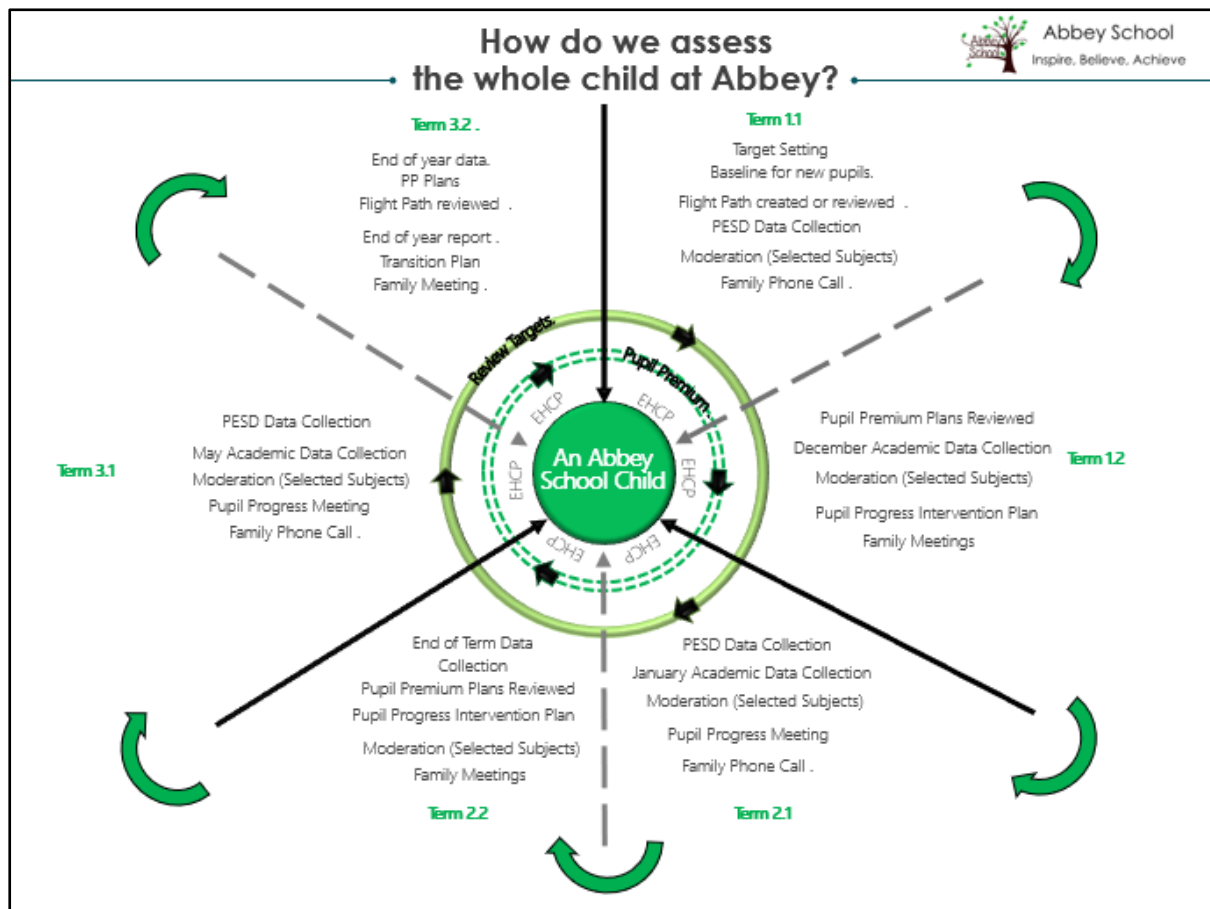 How do we assess
the whole child at Abbey?
Abbey School
Abbey School
Inspire, Believe, Achieve
Term 3.2 .
End of year data.
PP Plans
Flight Path reviewed .
End of year report .
Transition Plan
Family Meeting .
Term 1.1
Target Setting
Baseline for new pupils.
Flight Path created or reviewed .
PESD Data Collection
Moderation (Selected Subjects)
Family Phone Call .
Review Targets.
Pupil Premium .
EHCP
EHCP
EHCP
EHCP
EHCP
EHCP
An Abbey
School Child
Term 3.1
PESD Data Collection
May Academic Data Collection
Moderation (Selected Subjects)
Pupil Progress Meeting
Family Phone Call .
Pupil Premium Plans Reviewed
December Academic Data Collection
Moderation (Selected Subjects)
Pupil Progress Intervention Plan
Family Meetings
Term 1.2
End of Term Data
Collection
Pupil Premium Plans Reviewed
Pupil Progress Intervention Plan
Moderation (Selected Subjects)
Family Meetings
Term 2.2
PESD Data Collection
January Academic Data Collection
Moderation (Selected Subjects)
Pupil Progress Meeting
Family Phone Call .
Term 2.1